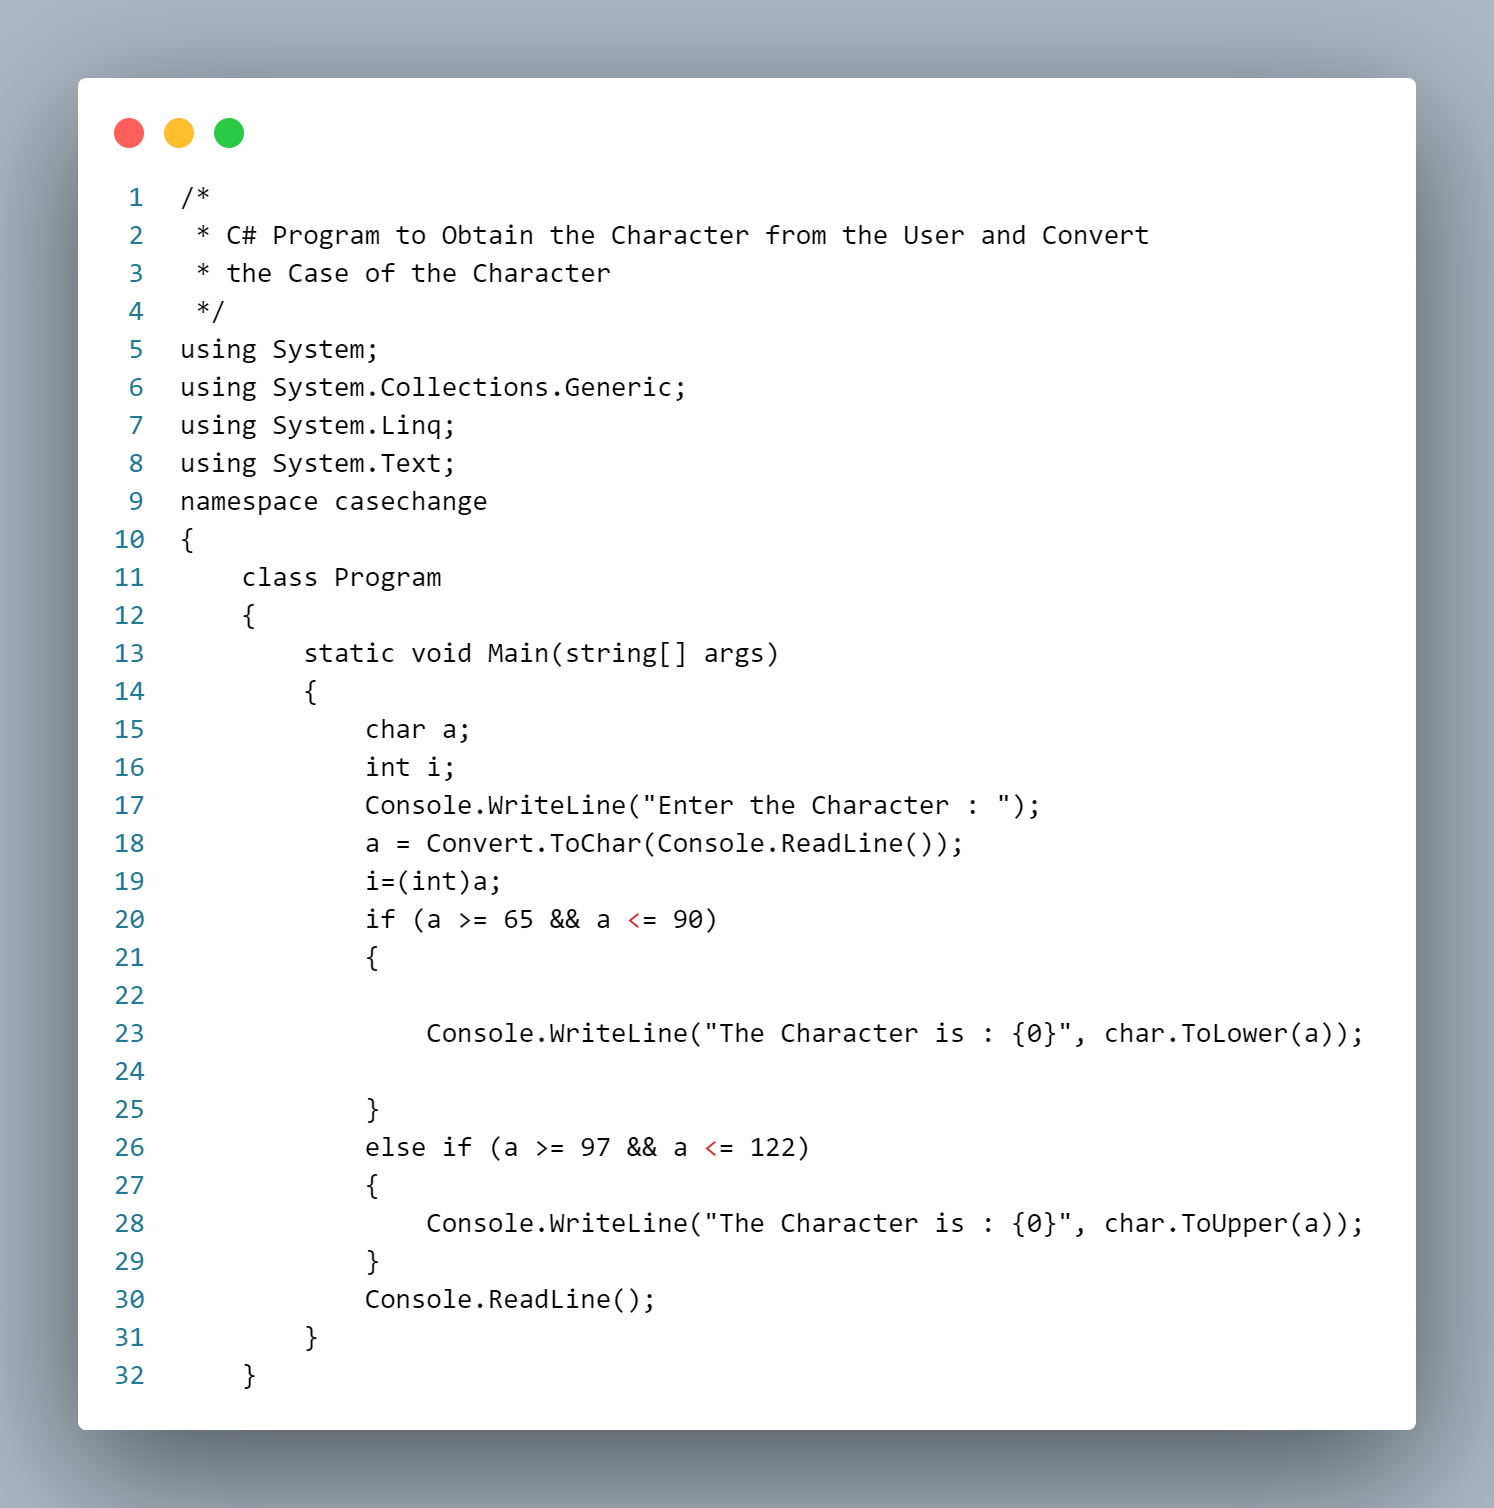 1 /*
2  * C# Program to Obtain the Character from the User and Convert
3  * the Case of the Character
4  */
5 using System;
6 using System.Collections.Generic;
7 using System.Linq;
8 using System.Text;
9 namespace casechange
10 {
11     class Program
12     {
13         static void Main(string[] args)
14         {
15             char a;
16             int i;
17             Console.WriteLine("Enter the Character : ");
18             a = Convert.ToChar(Console.ReadLine());
19             i=(int)a;
20             if (a >= 65 && a <= 90)
21             {
22
23                 Console.WriteLine("The Character is : {0}", char.ToLower(a));
24
25             }
26             else if (a >= 97 && a <= 122)
27             {
28                 Console.WriteLine("The Character is : {0}", char.ToUpper(a));
29             }
30             Console.ReadLine();
31         }
32     }